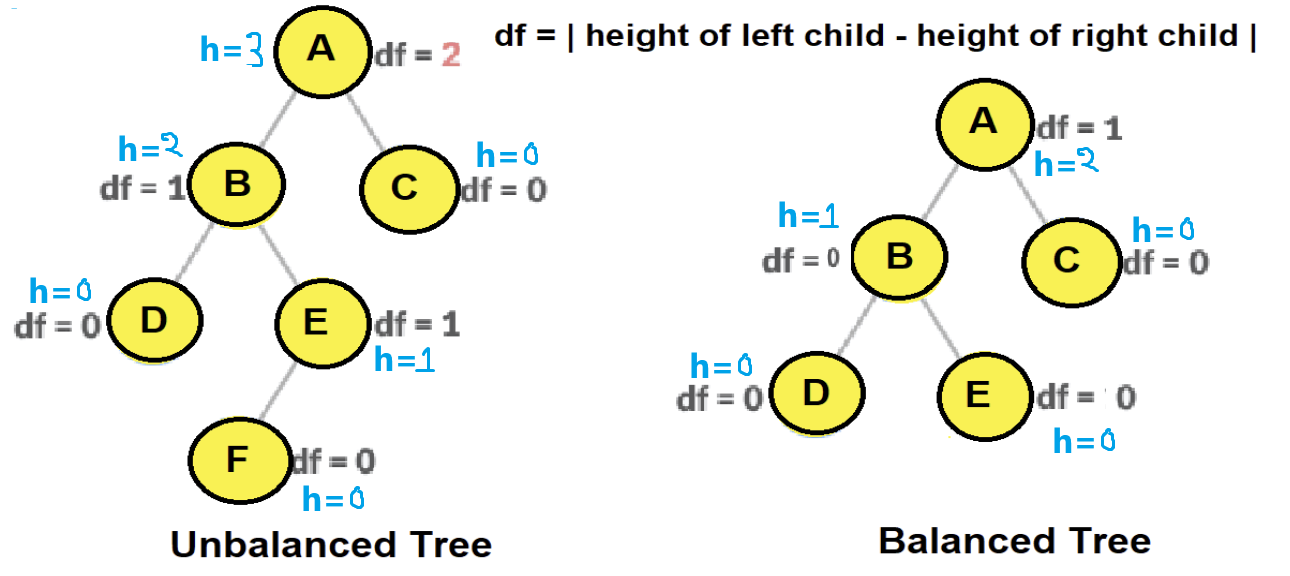 df = | height of left child - height of right child |
h=3
A
df = 2
h=2
df = 1
B
h=0
C
df = 0
h=0
df = 0
D
E
df = 1
h=1
F
df = 0
h=0
Unbalanced Tree
A
df = 1
h=2
h=1
df = 0
B
h=0
C
df = 0
h=0
df = 0
D
E
df = 0
h=0
Balanced Tree